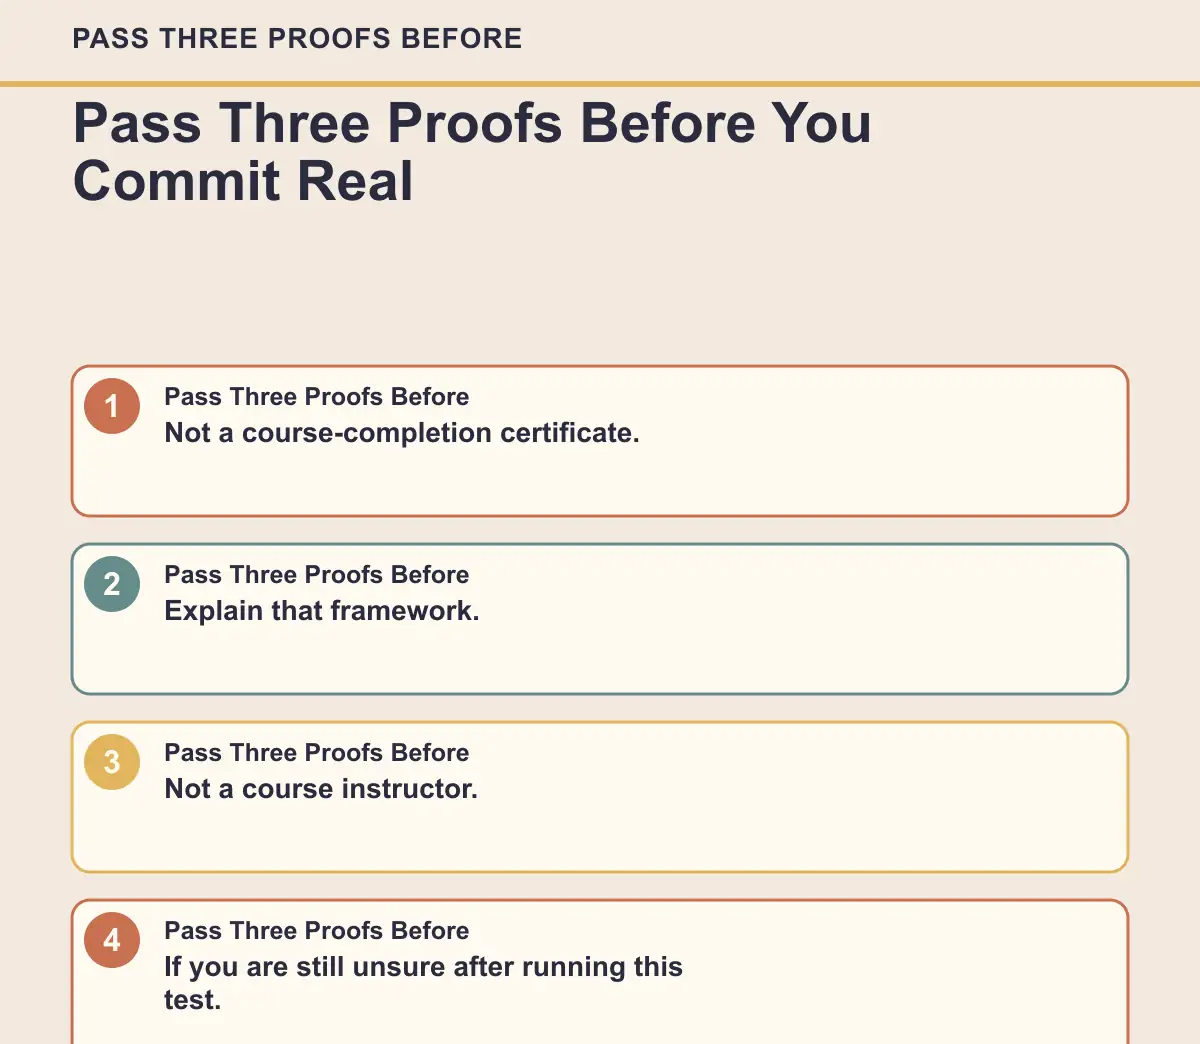 PASS THREE PROOFS BEFORE
Pass Three Proofs Before You
Commit Real
1
Pass Three Proofs Before
Not a course-completion certificate.
2
Pass Three Proofs Before
Explain that framework.
3
Pass Three Proofs Before
Not a course instructor.
4
Pass Three Proofs Before
If you are still unsure after running this
test.